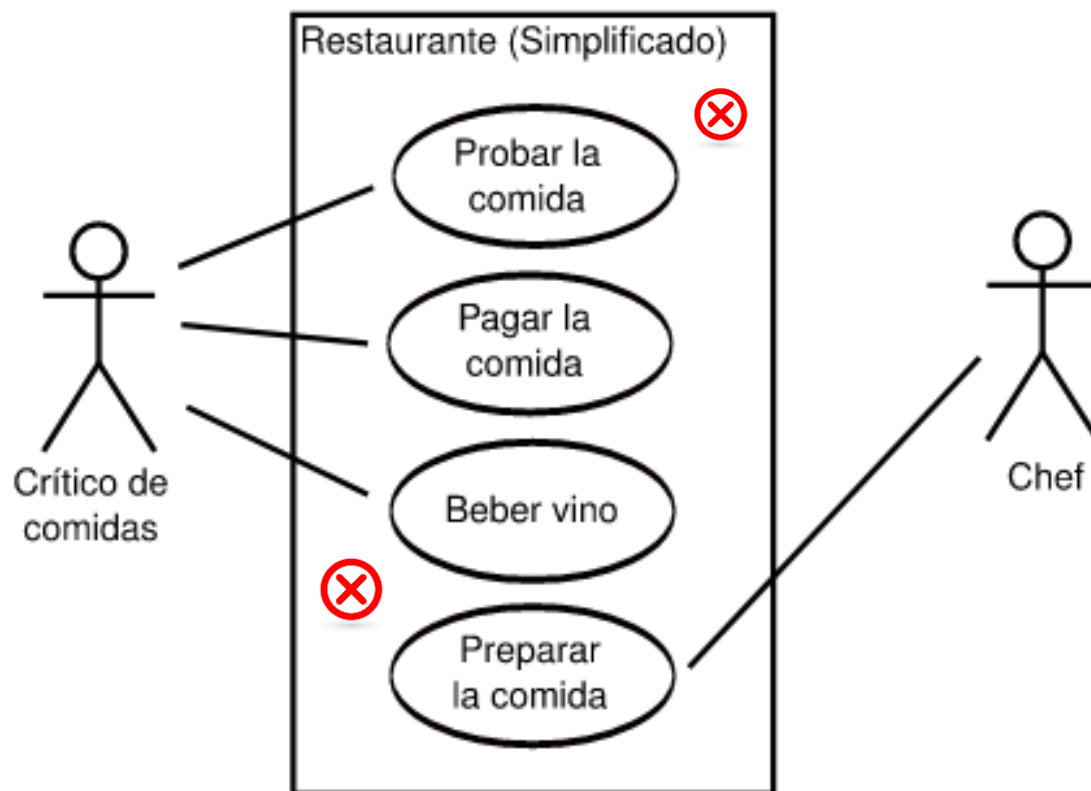 Restaurante (Simplificado)
Probar la
comida
Pagar la
comida
Beber vino
Preparar
la comida
Crítico de
comidas
Chef